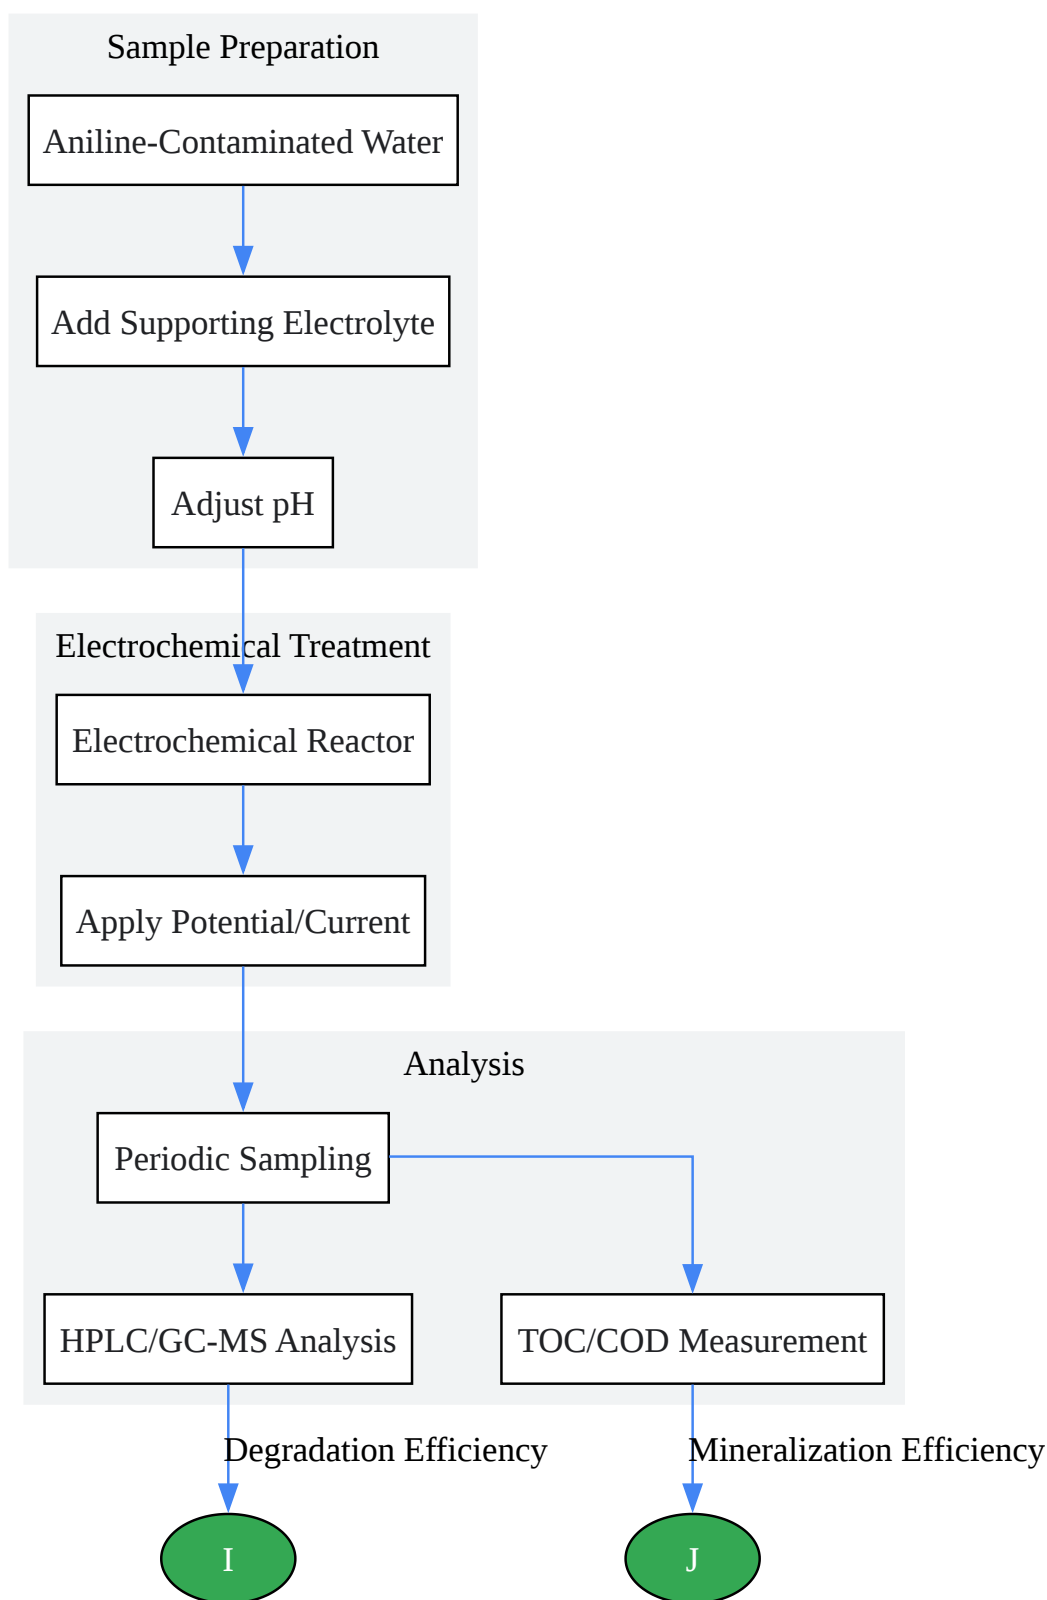 Sample Preparation
Aniline-Contaminated Water
Add Supporting Electrolyte
Adjust pH
Electrochemical Treatment
Electrochemical Reactor
Apply Potential/Current
Analysis
Periodic Sampling
HPLC/GC-MS Analysis
TOC/COD Measurement
Degradation Efficiency
Mineralization Efficiency
I
J